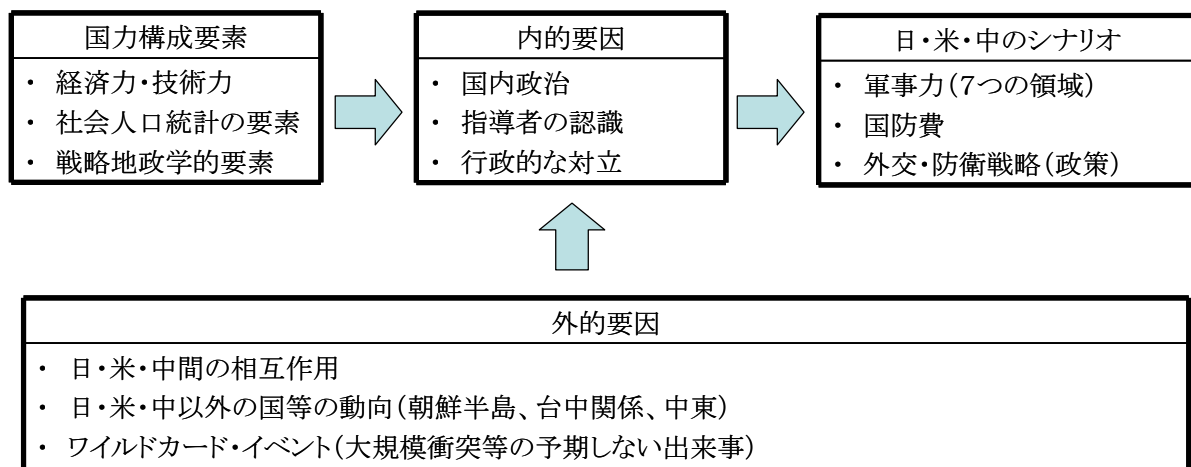 国力構成要素
・ 経済力・技術力
・ 社会人口統計の要素
・ 戦略地政学的要素
内的要因
・ 国内政治
・ 指導者の認識
・ 行政的な対立
日・米・中のシナリオ
・ 軍事力(7つの領域)
・ 国防費
・ 外交・防衛戦略(政策)
外的要因
・ 日・米・中間の相互作用
・ 日・米・中以外の国等の動向(朝鮮半島、台中関係、中東)
・ ワイルドカード・イベント(大規模衝突等の予期しない出来事)